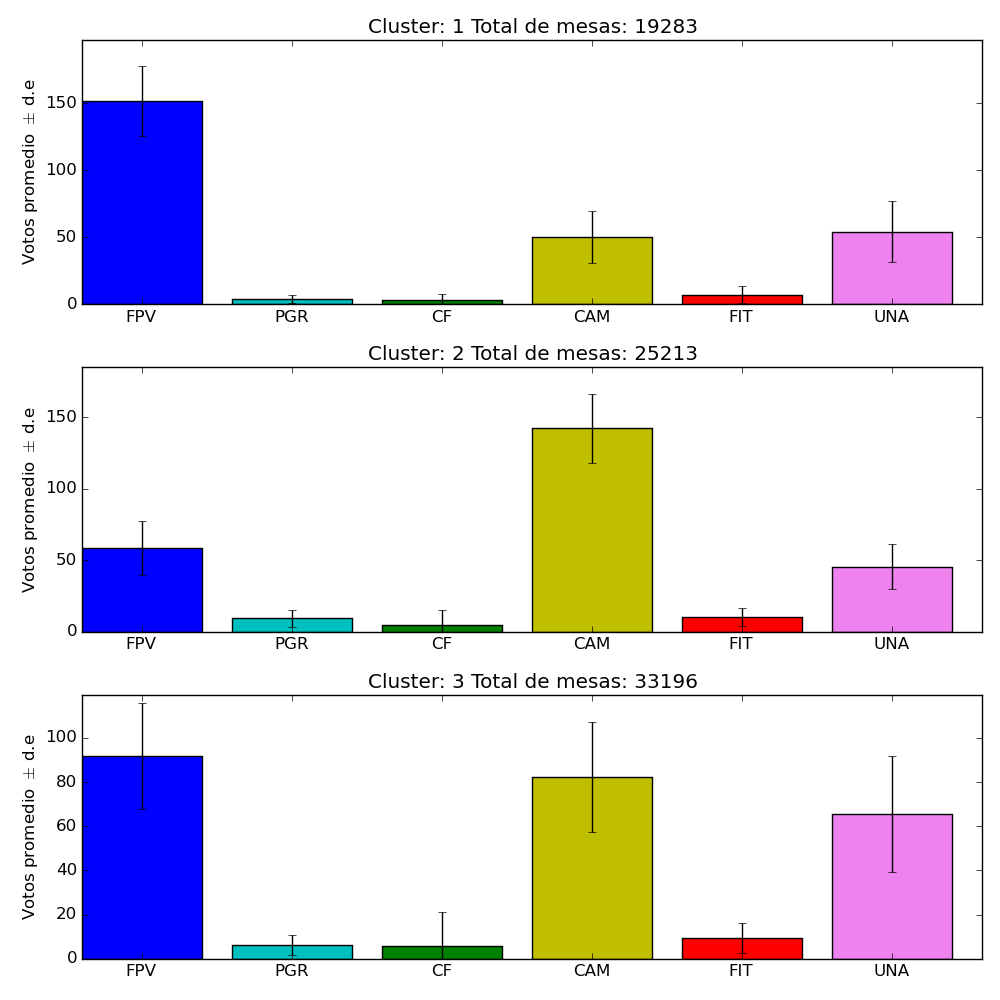 Cluster: 1 Total de mesas: 19283
Votos promedio ± d.e
150
100
50
0
FPV PGR CF CAM FIT UNA
Cluster: 2 Total de mesas: 25213
Votos promedio ± d.e
150
100
50
0
FPV PGR CF CAM FIT UNA
Cluster: 3 Total de mesas: 33196
Votos promedio ± d.e
100
80
60
40
20
0
FPV PGR CF CAM FIT UNA